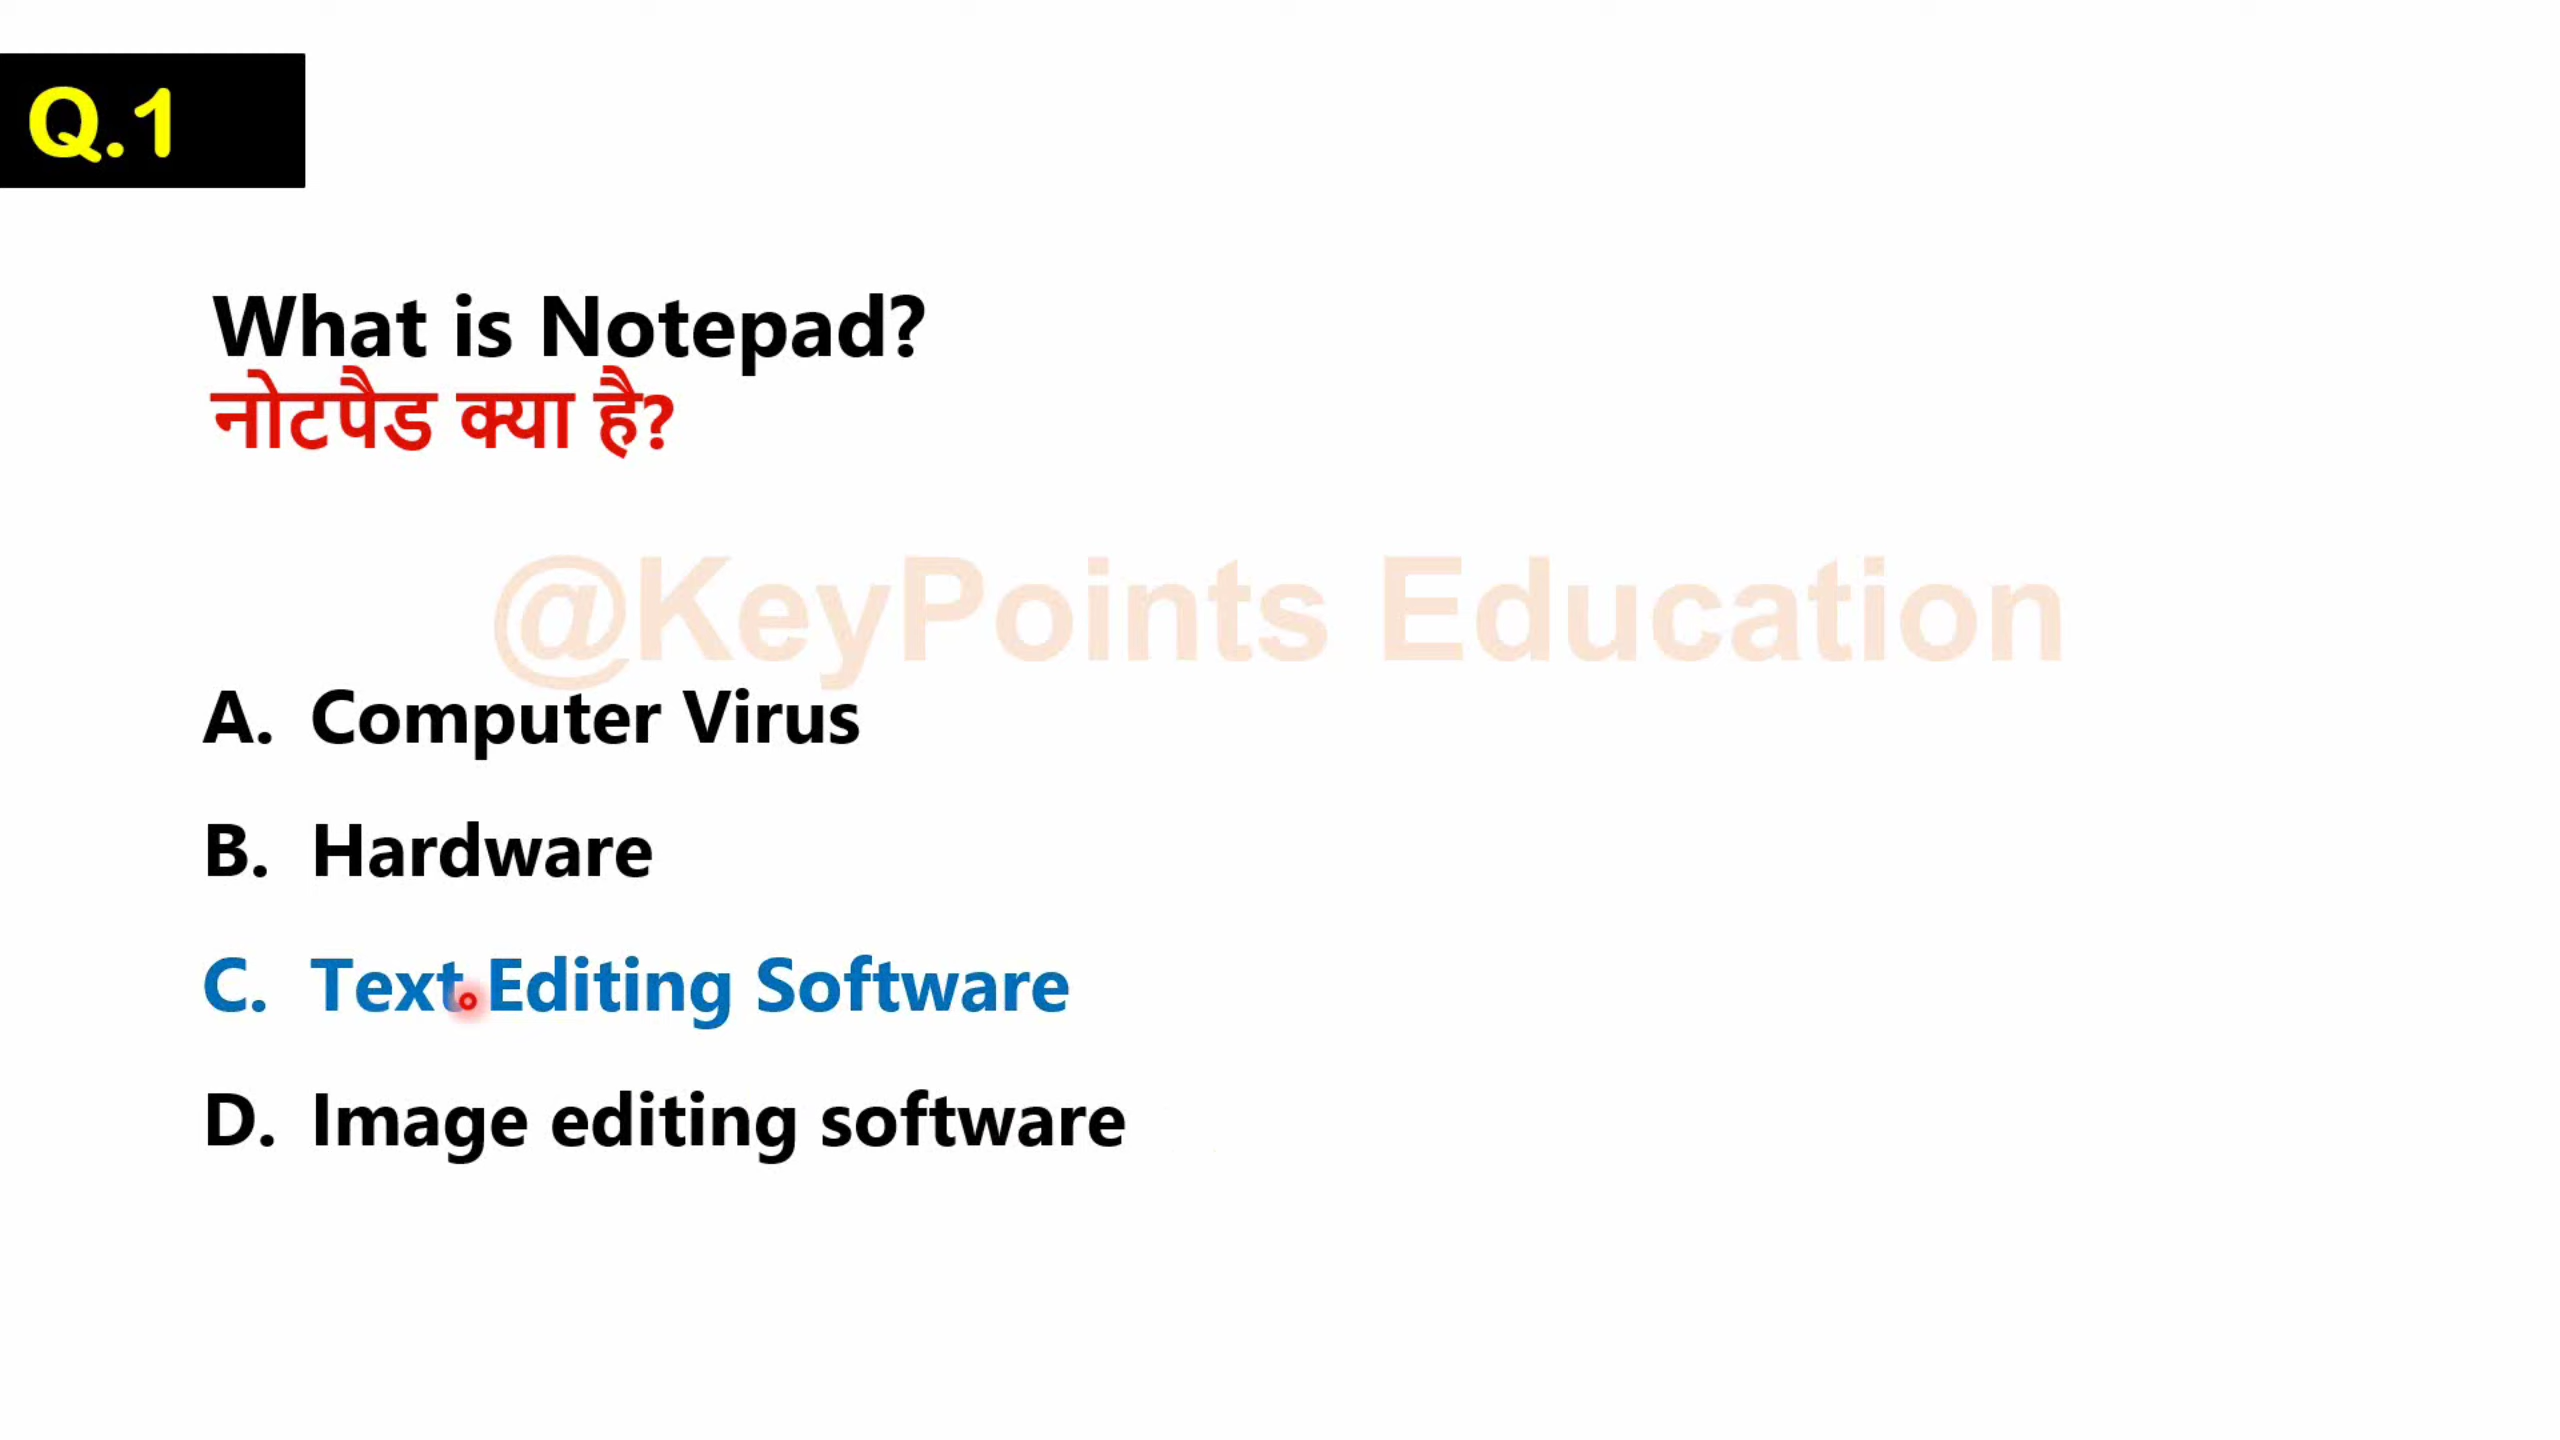 Q.1
What is Notepad?
नोटपैड क्या है?
@KeyPoints Education
A. Computer Virus
B. Hardware
C. Text Editing Software
D. Image editing software